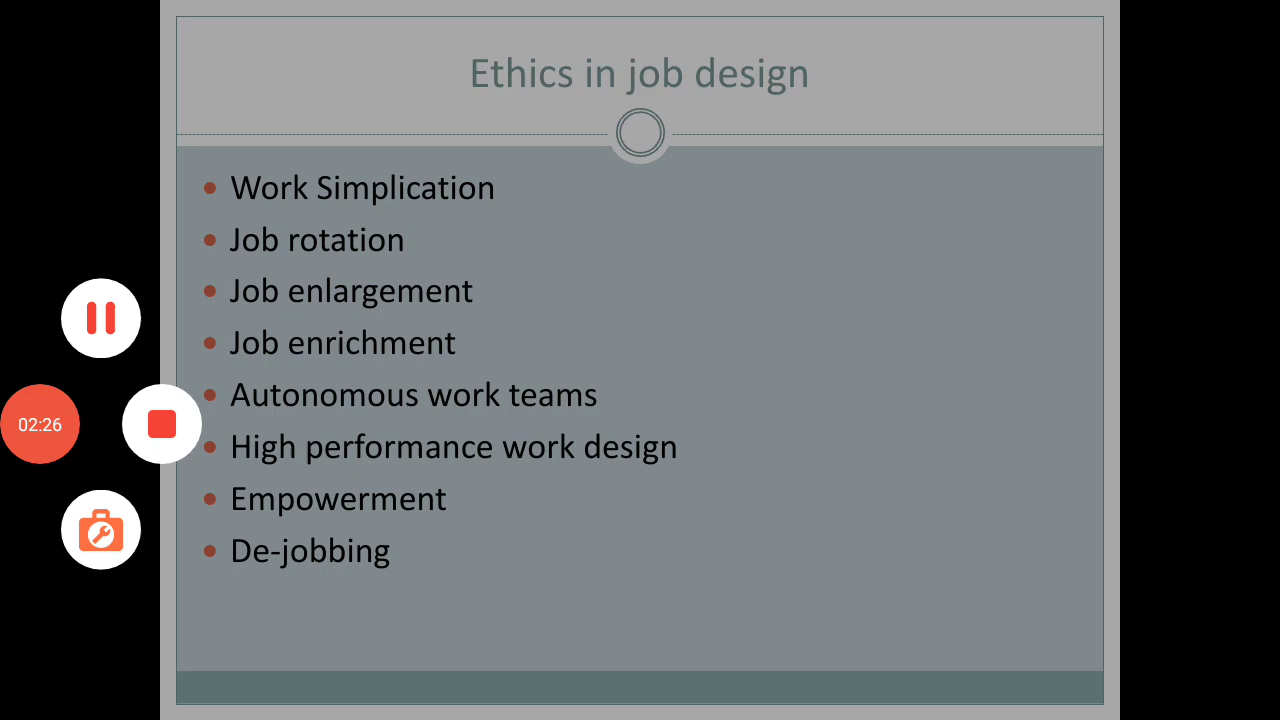 Ethics in job design
Work Simplication
Job rotation
Job enlargement
Job enrichment
Autonomous work teams
02:26
High performance work design
Empowerment
De-jobbing